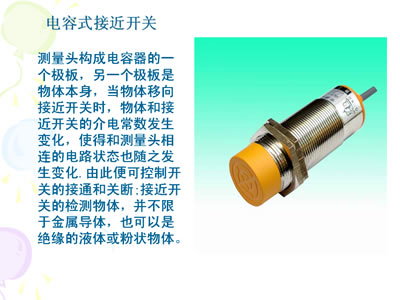 电容式接近开关
测量头构成电容器的一
个极板，另一个极板是
物体本身，当物体移向
接近开关时，物体和接
近开关的介电常数发生
变化，使得和测量头相
连的电路状态也随之发
生变化.由此便可控制开
关的接通和关断;接近开
关的检测物体，并不限
于金属导体，也可以是
绝缘的液体或粉状物体。